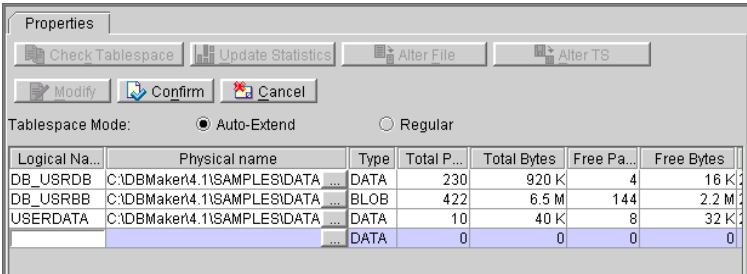 Properties
Check Tablespace Update Statistics Alter File Alter TS
Modify Confirm Cancel
Tablespace Mode: Auto-Extend Regular
Logical Na... Physical name Type Total P... Total Bytes Free Pa... Free Bytes
DB_USRDB C:\DBMaker\4.1\SAMPLES\DATA ... DATA 230 920 K 4 16 K
DB_USRBB C:\DBMaker\4.1\SAMPLES\DATA ... BLOB 422 6.5 M 144 2.2 M
USERDATA C:\DBMaker\4.1\SAMPLES\DATA ... DATA 10 40 K 8 32 K
... DATA 0 0 0 0